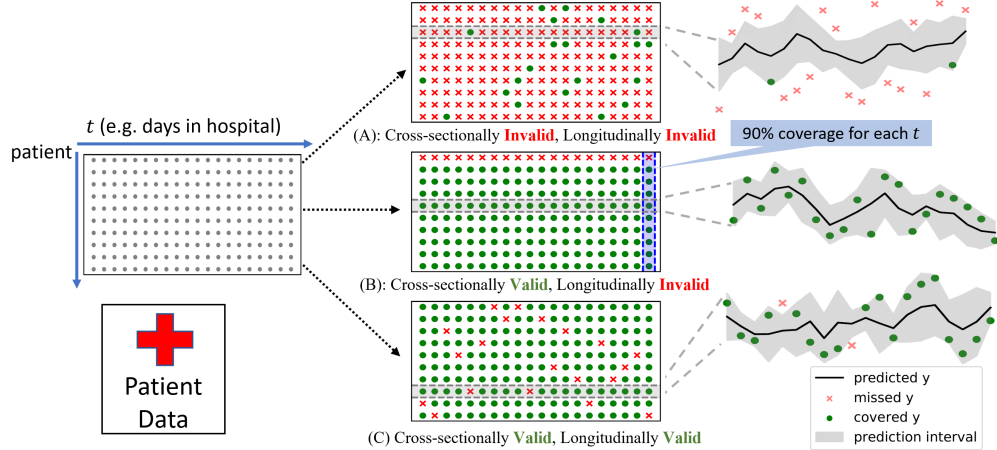 t (e.g. days in hospital)
patient
Patient
Data
(A): Cross-sectionally Invalid, Longitudinally Invalid
90% coverage for each t
(B): Cross-sectionally Valid, Longitudinally Invalid
(C) Cross-sectionally Valid, Longitudinally Valid
predicted y
missed y
covered y
prediction interval